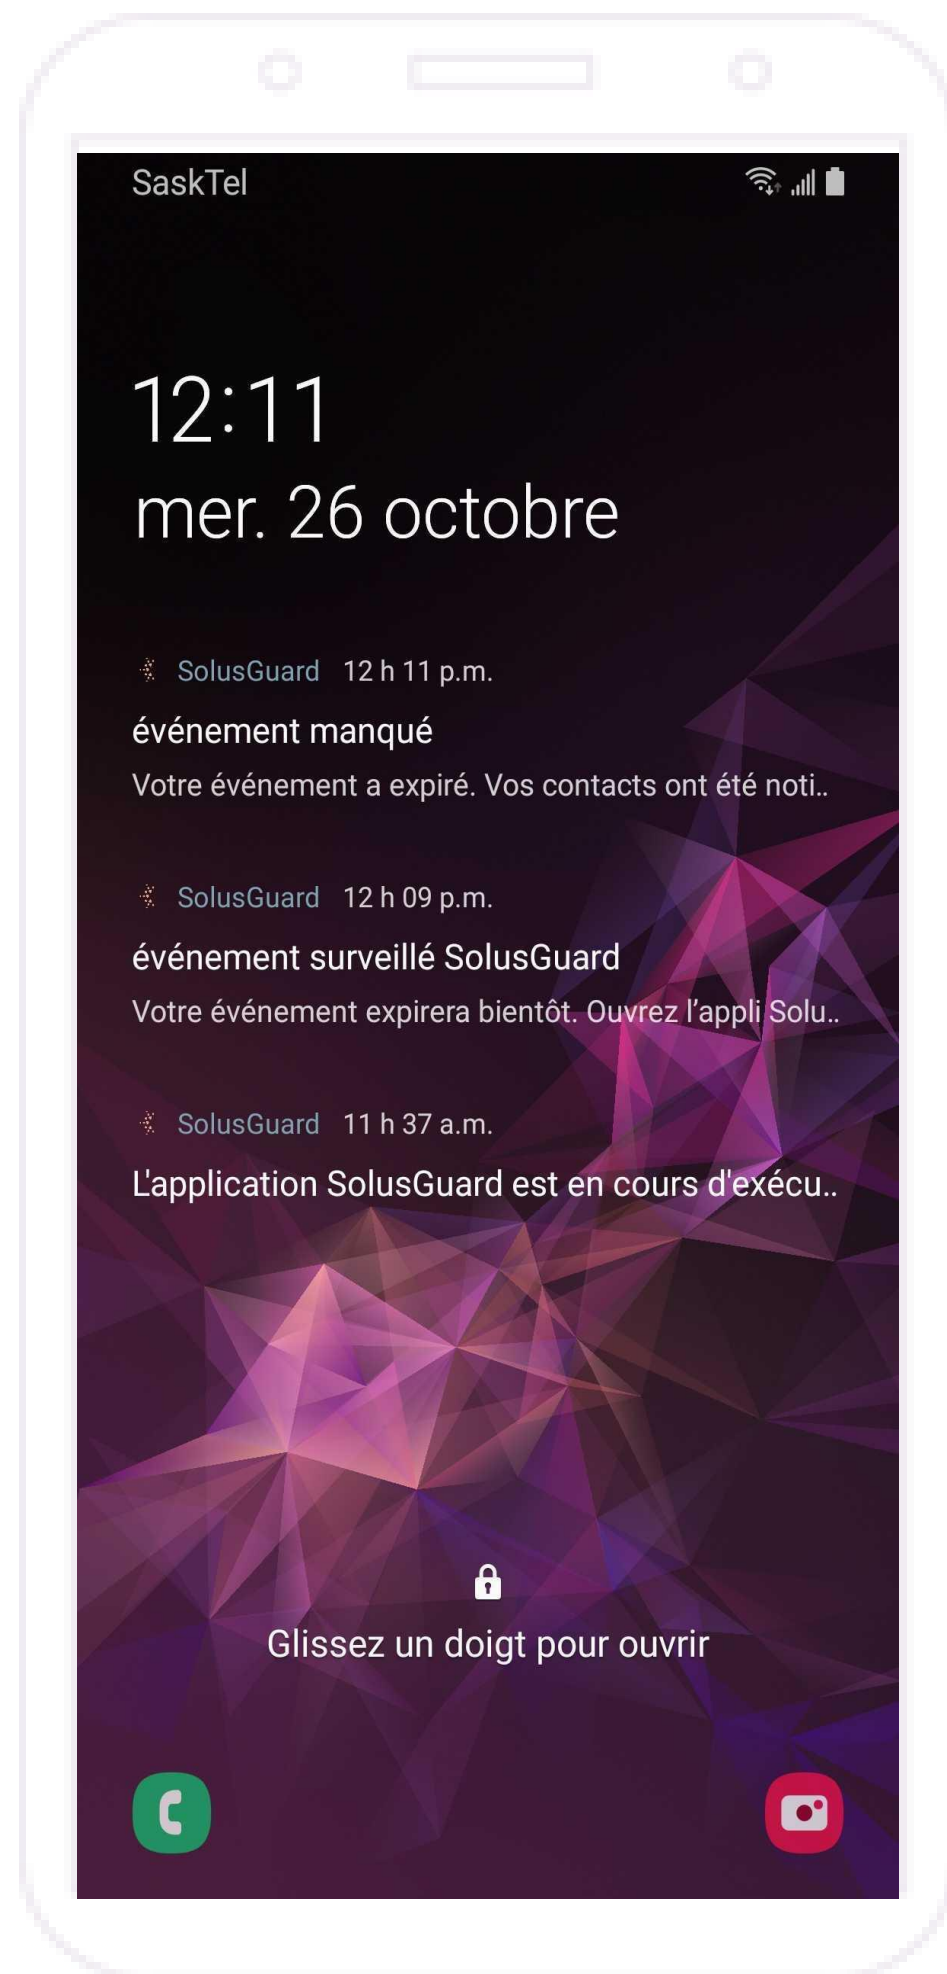 SaskTel
12:11
mer. 26 octobre
SolusGuard 12 h 11 p.m.
événement manqué
Votre événement a expiré. Vos contacts ont été noti..
SolusGuard 12 h 09 p.m.
événement surveillé SolusGuard
Votre événement expirera bientôt. Ouvrez l’appli Solu..
SolusGuard 11 h 37 a.m.
L'application SolusGuard est en cours d'exécu..
Glissez un doigt pour ouvrir